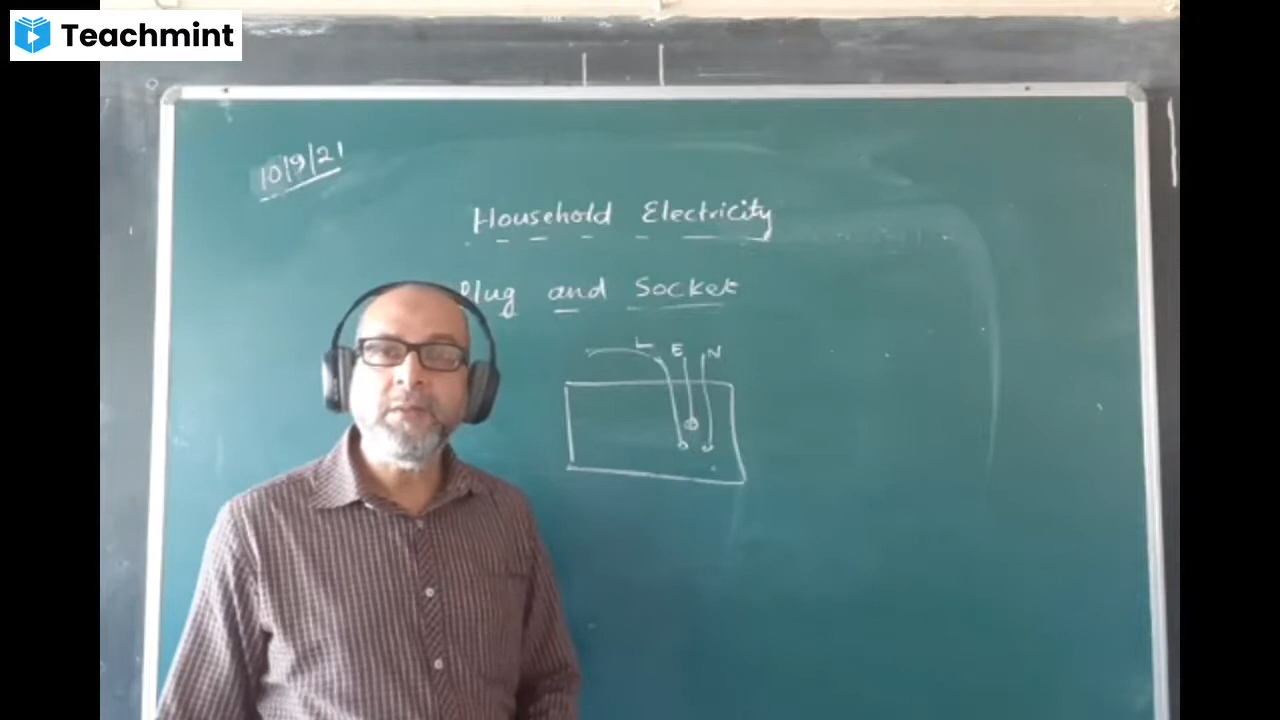 Teachmint
10/9/21
Household Electricity
Plug and Socket
L E N